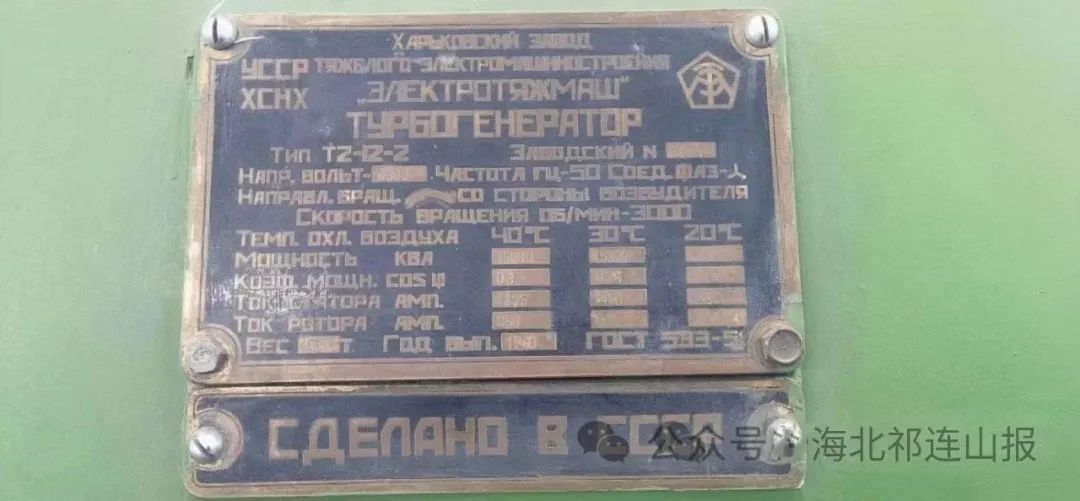 ХАРЬКОВСКИЙ ЗАВОД
УССР ТЯЖЕЛОГО ЭЛЕКТРОМАШИНОСТРОЕНИЯ
ХСНХ „ЭЛЕКТРОТЯЖМАШ"
ТУРБОГЕНЕРАТОР
ТИП Т2-12-2 ЗАВОДСКИЙ N
НАПР. ВОЛЬТ- ЧАСТОТА ГЦ-50 СОЕД. ФАЗ-
НАПРАВЛ. ВРАЩ. СО СТОРОНЫ ВОЗБУДИТЕЛЯ
СКОРОСТЬ ВРАЩЕНИЯ ОБ/МИН-3000
ТЕМП. ОХЛ. ВОЗДУХА 40°С 30°С 20°С
МОЩНОСТЬ КВА
КОЭФ. МОЩН. COS φ
ТОК СТАТОРА АМП.
ТОК РОТОРА АМП.
ВЕС ГОД ВЫП. ГОСТ
СДЕЛАНО В СССР
公众号 海北祁连山报